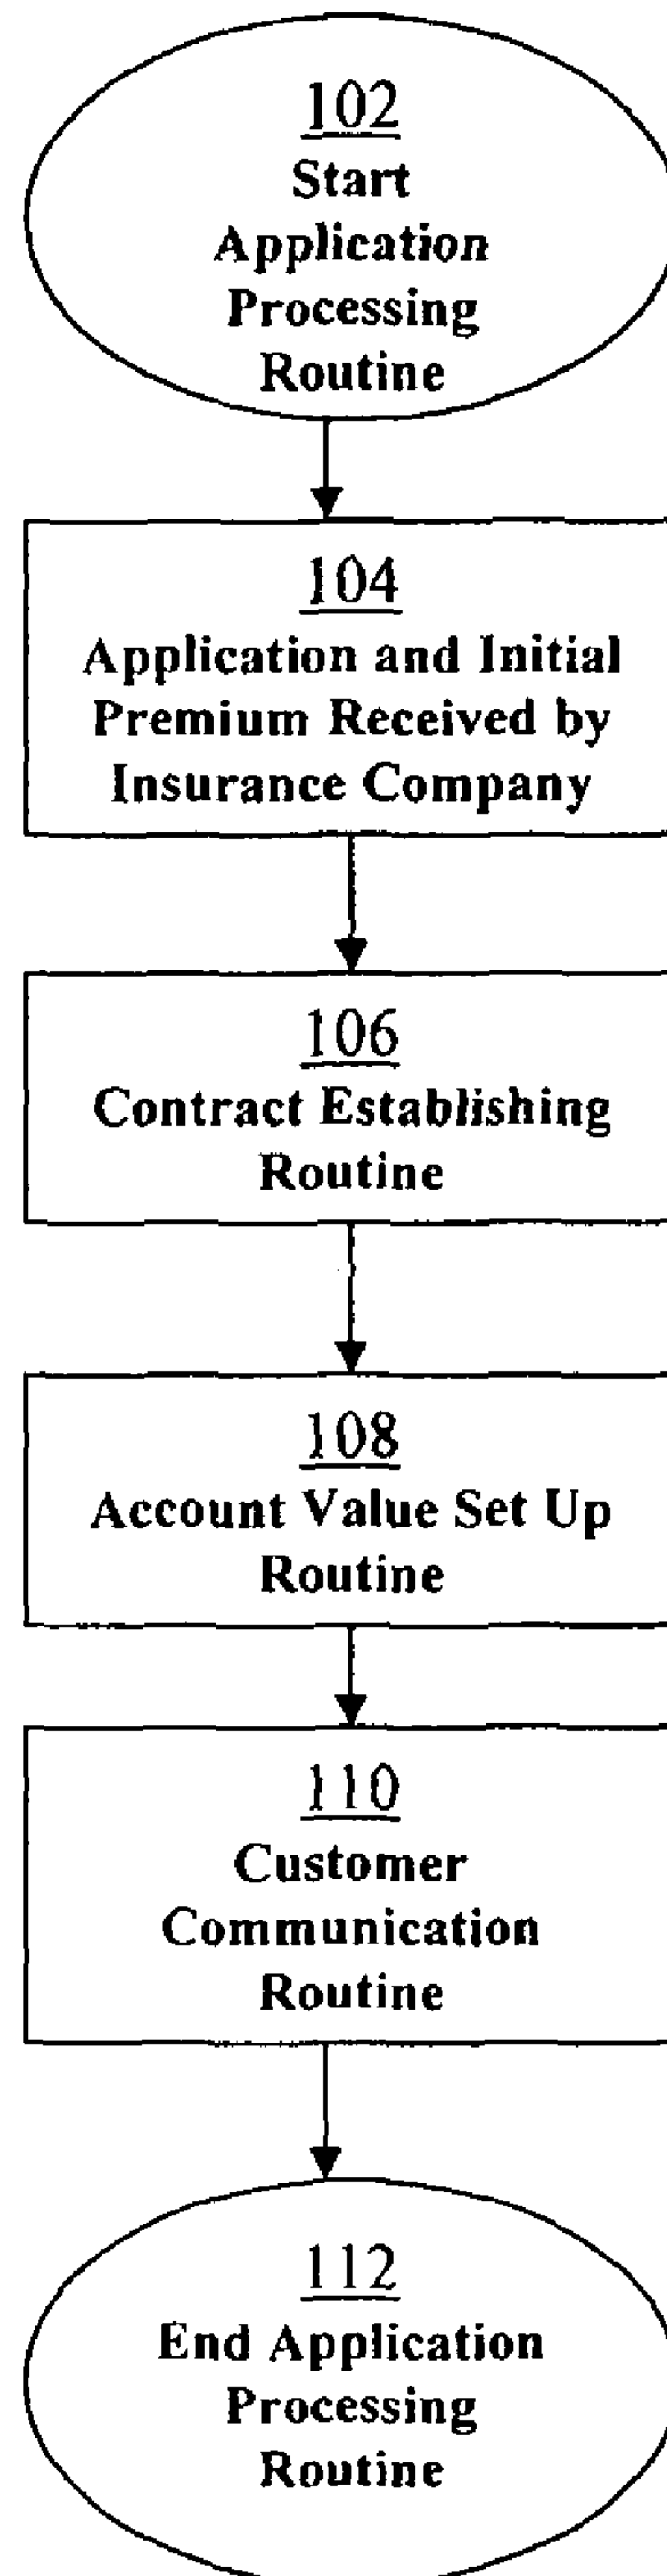 102
Start
Application
Processing
Routine
104
Application and Initial
Premium Received by
Insurance Company
106
Contract Establishing
Routine
108
Account Value Set Up
Routine
110
Customer
Communication
Routine
112
End Application
Processing
Routine